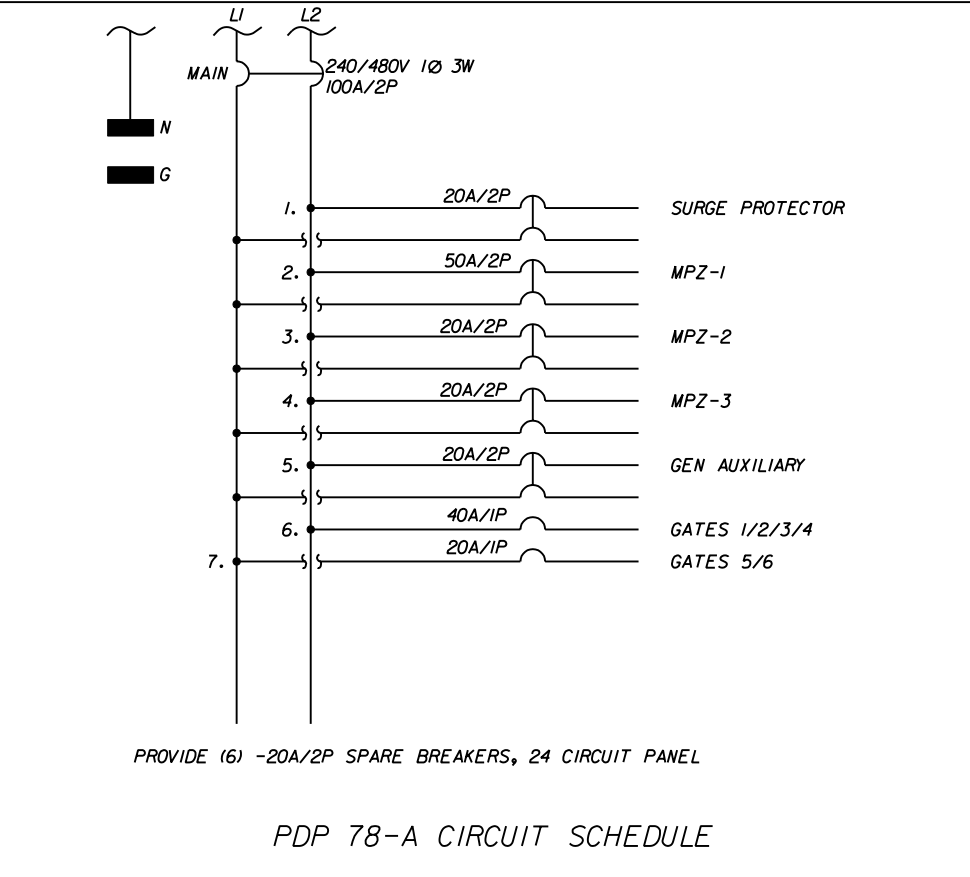 L1 L2
MAIN 240/480V 1Ø 3W
100A/2P
N
G
1. 20A/2P SURGE PROTECTOR
2. 50A/2P MPZ-1
3. 20A/2P MPZ-2
4. 20A/2P MPZ-3
5. 20A/2P GEN AUXILIARY
6. 40A/1P GATES 1/2/3/4
7. 20A/1P GATES 5/6
PROVIDE (6) -20A/2P SPARE BREAKERS, 24 CIRCUIT PANEL
PDP 78-A CIRCUIT SCHEDULE